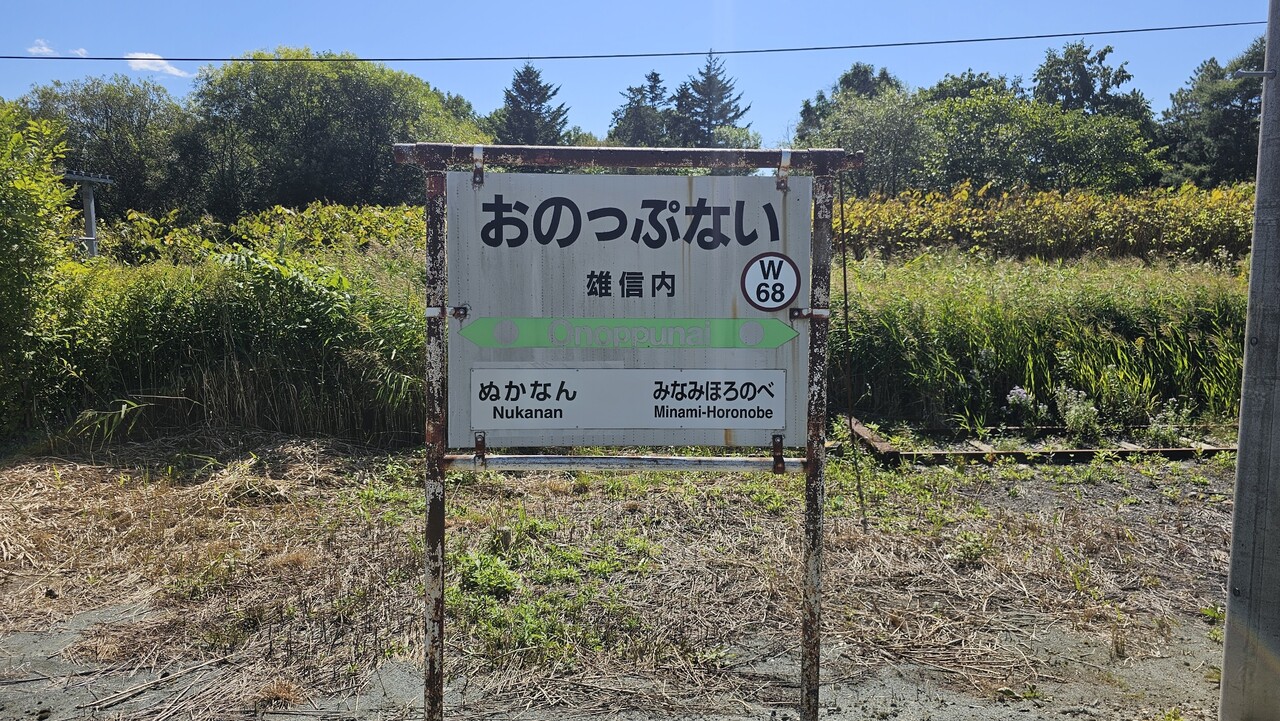 おのっぷない
雄信内
W
68
Onoppunai
ぬかなん
Nukanan
みなみほろのべ
Minami-Horonobe